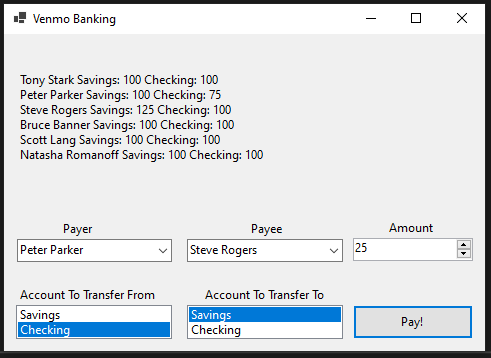 Venmo Banking
Tony Stark Savings: 100 Checking: 100
Peter Parker Savings: 100 Checking: 75
Steve Rogers Savings: 125 Checking: 100
Bruce Banner Savings: 100 Checking: 100
Scott Lang Savings: 100 Checking: 100
Natasha Romanoff Savings: 100 Checking: 100
Payer Payee Amount
Peter Parker Steve Rogers 25
Account To Transfer From Account To Transfer To
Savings Savings
Checking Checking
Pay!